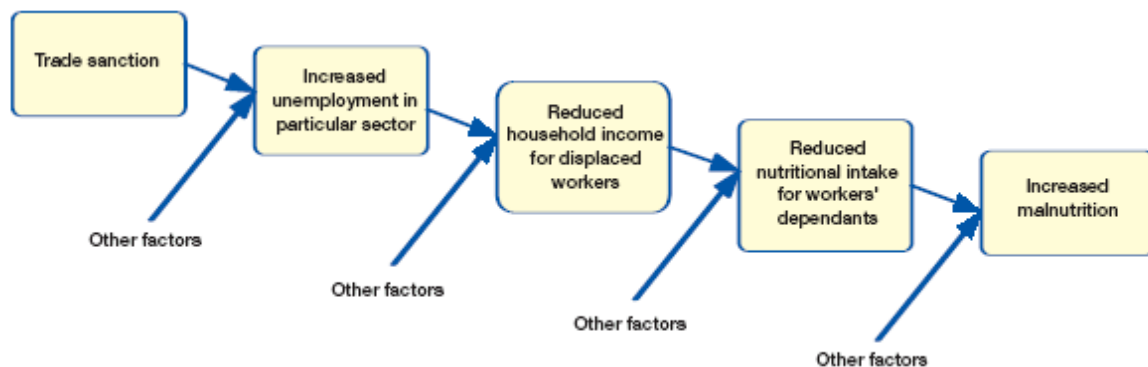 Trade sanction
Increased
unemployment in
particular sector
Reduced
household income
for displaced
workers
Reduced
nutritional intake
for workers'
dependants
Increased
malnutrition
Other factors
Other factors
Other factors
Other factors